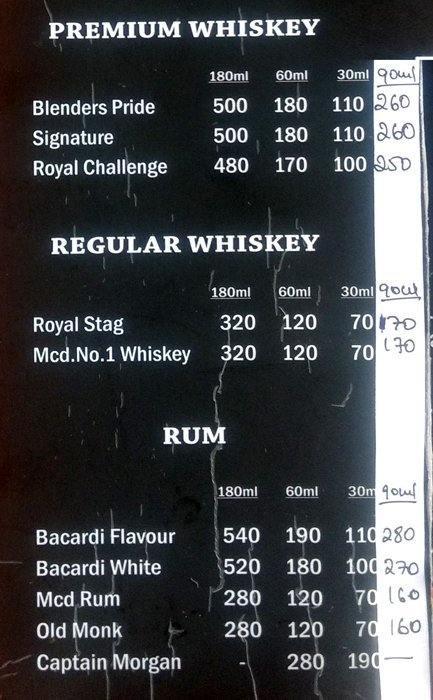 PREMIUM WHISKEY
180ml 60ml 30ml 90ml
Blenders Pride 500 180 110 260
Signature 500 180 110 260
Royal Challenge 480 170 100 250
REGULAR WHISKEY
180ml 60ml 30ml 90ml
Royal Stag 320 120 70 170
Mcd.No.1 Whiskey 320 120 70 170
RUM
180ml 60ml 30m 90ml
Bacardi Flavour 540 190 110 280
Bacardi White 520 180 100 270
Mcd Rum 280 120 70 160
Old Monk 280 120 70 160
Captain Morgan - 280 190 —